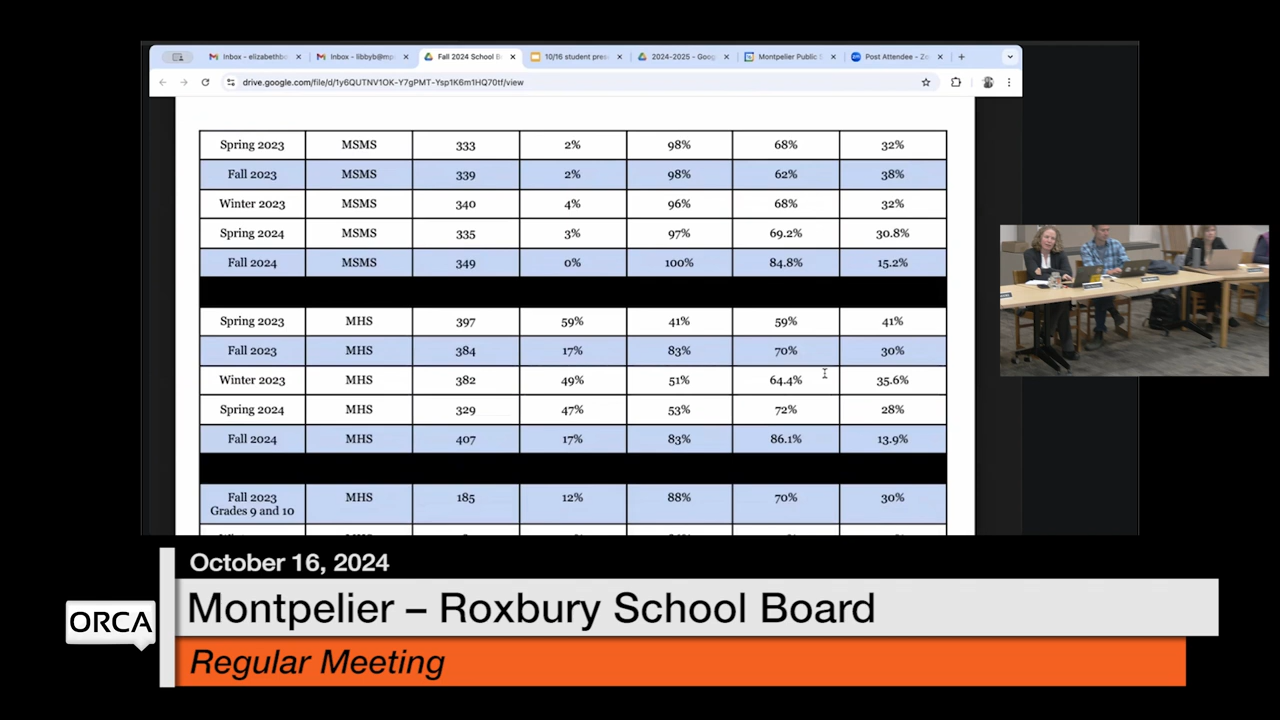 Inbox - elizabethb
Inbox - libbyb@mp
Fall 2024 School B
10/16 student pres
2024-2025 - Goog
Montpelier Public S
Post Attendee - Zo
drive.google.com/file/d/1y6QUTNV1OK-Y7gPMT-Ysp1K6m1HQ70tf/view
Spring 2023 MSMS 333 2% 98% 68% 32%
Fall 2023 MSMS 339 2% 98% 62% 38%
Winter 2023 MSMS 340 4% 96% 68% 32%
Spring 2024 MSMS 335 3% 97% 69.2% 30.8%
Fall 2024 MSMS 349 0% 100% 84.8% 15.2%
Spring 2023 MHS 397 59% 41% 59% 41%
Fall 2023 MHS 384 17% 83% 70% 30%
Winter 2023 MHS 382 49% 51% 64.4% 35.6%
Spring 2024 MHS 329 47% 53% 72% 28%
Fall 2024 MHS 407 17% 83% 86.1% 13.9%
Fall 2023 MHS 185 12% 88% 70% 30%
Grades 9 and 10
October 16, 2024
Montpelier – Roxbury School Board
ORCA
Regular Meeting